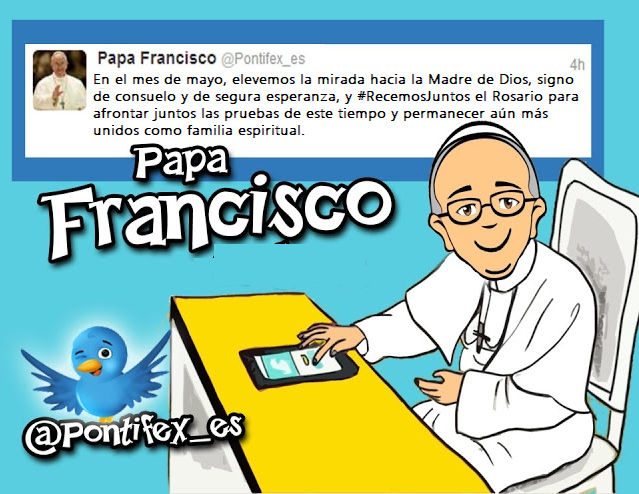 Papa Francisco @Pontifex_es
4h
En el mes de mayo, elevemos la mirada hacia la Madre de Dios, signo
de consuelo y de segura esperanza, y #RecemosJuntos el Rosario para
afrontar juntos las pruebas de este tiempo y permanecer aún más
unidos como familia espiritual.
Papa
Francisco
@Pontifex_es